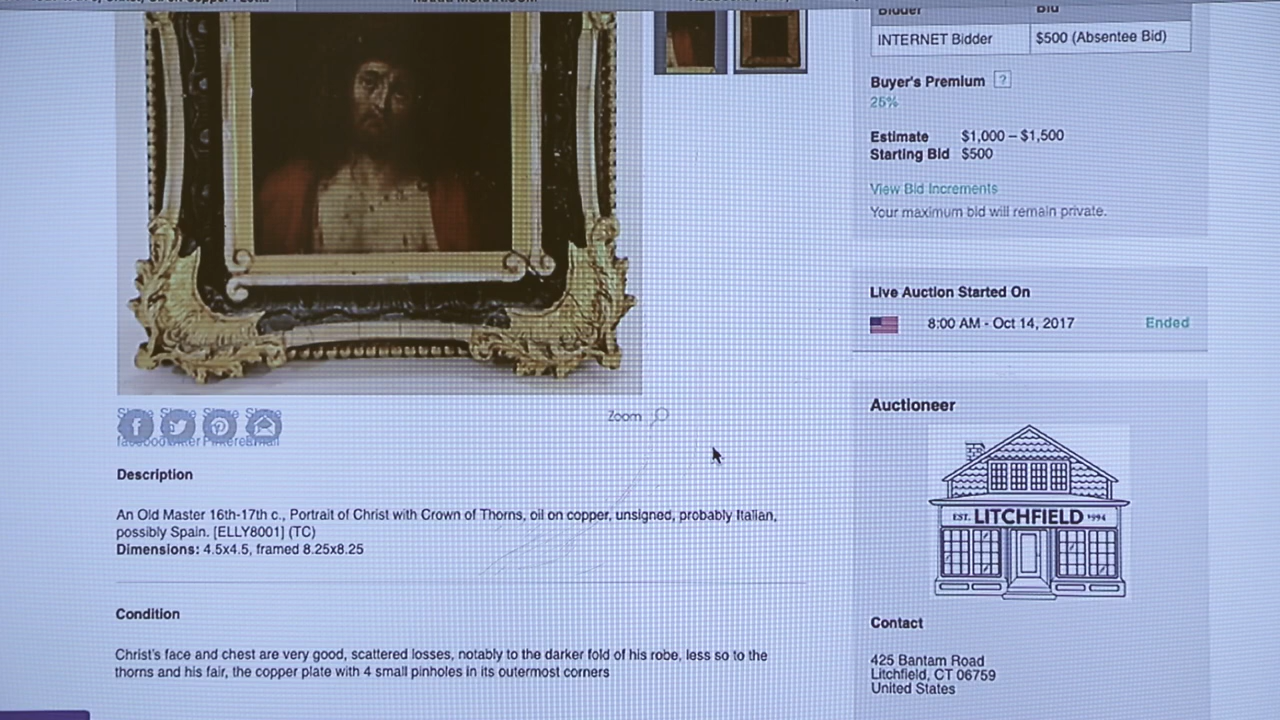 Bidder
Bid
INTERNET Bidder
$500 (Absentee Bid)
Buyer's Premium ?
25%
Estimate $1,000 – $1,500
Starting Bid $500
View Bid Increments
Your maximum bid will remain private.
Live Auction Started On
8:00 AM - Oct 14, 2017
Ended
Auctioneer
EST. LITCHFIELD 1994
Contact
425 Bantam Road
Litchfield, CT 06759
United States
Share Share Share Share
Zoom
Description
An Old Master 16th-17th c., Portrait of Christ with Crown of Thorns, oil on copper, unsigned, probably Italian,
possibly Spain. [ELLY8001] (TC)
Dimensions: 4.5x4.5, framed 8.25x8.25
Condition
Christ's face and chest are very good, scattered losses, notably to the darker fold of his robe, less so to the
thorns and his fair, the copper plate with 4 small pinholes in its outermost corners